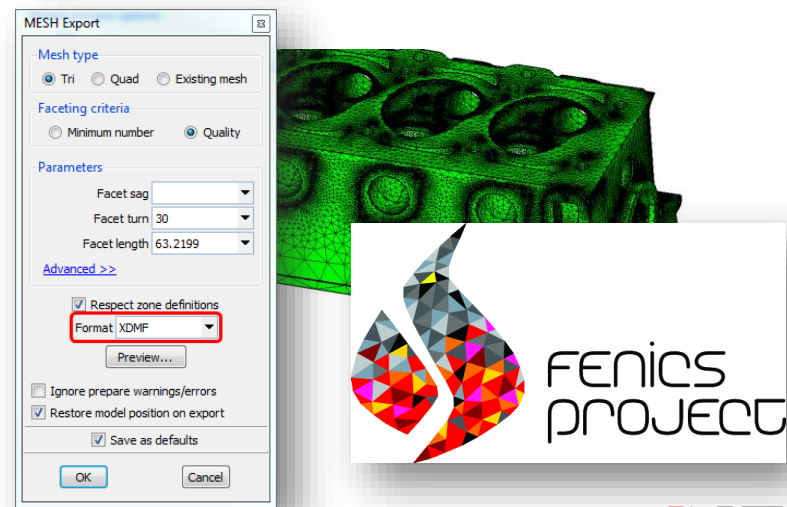 MESH Export
Mesh type
Tri Quad Existing mesh
Faceting criteria
Minimum number Quality
Parameters
Facet sag
Facet turn 30
Facet length 63.2199
Advanced >>
Respect zone definitions
Format XDMF
Preview...
Ignore prepare warnings/errors
Restore model position on export
Save as defaults
OK Cancel
FENICS
PROJECT